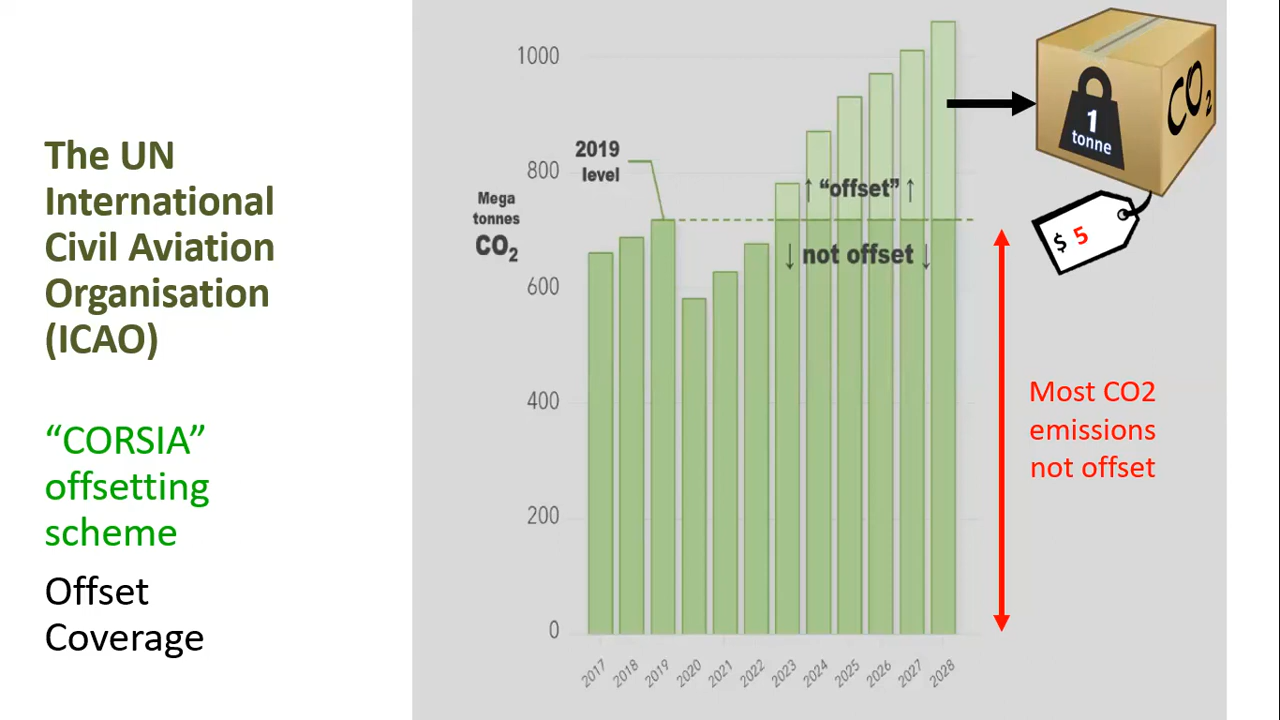 The UN
International
Civil Aviation
Organisation
(ICAO)
“CORSIA”
offsetting
scheme
Offset
Coverage
1000
800
600
400
200
0
Mega
tonnes
CO2
2019
level
↑ “offset” ↑
↓ not offset ↓
2017
2018
2019
2020
2021
2022
2023
2024
2025
2026
2027
2028
1
tonne
CO2
$ 5
Most CO2
emissions
not offset